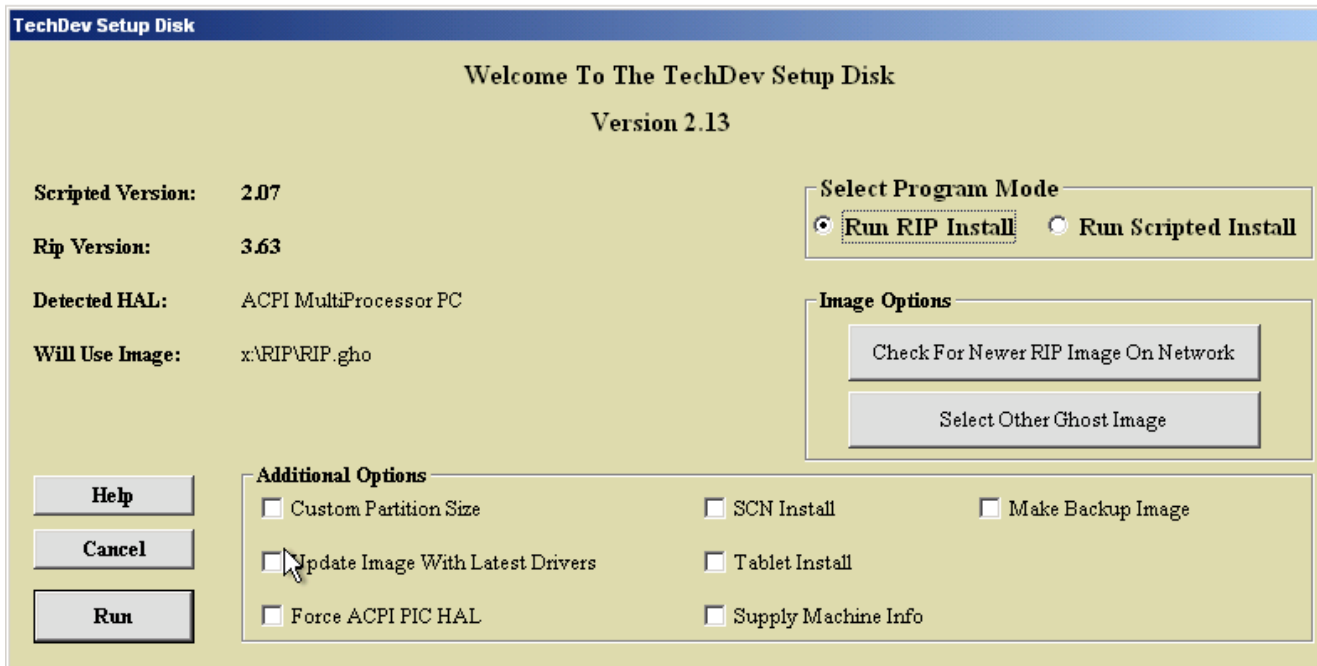 TechDev Setup Disk
Welcome To The TechDev Setup Disk
Version 2.13
Scripted Version: 2.07
Rip Version: 3.63
Detected HAL: ACPI MultiProcessor PC
Will Use Image: x:\RIP\RIP.gho
Select Program Mode
Run RIP Install Run Scripted Install
Image Options
Check For Newer RIP Image On Network
Select Other Ghost Image
Help
Cancel
Run
Additional Options
Custom Partition Size SCN Install Make Backup Image
Update Image With Latest Drivers Tablet Install
Force ACPI PIC HAL Supply Machine Info